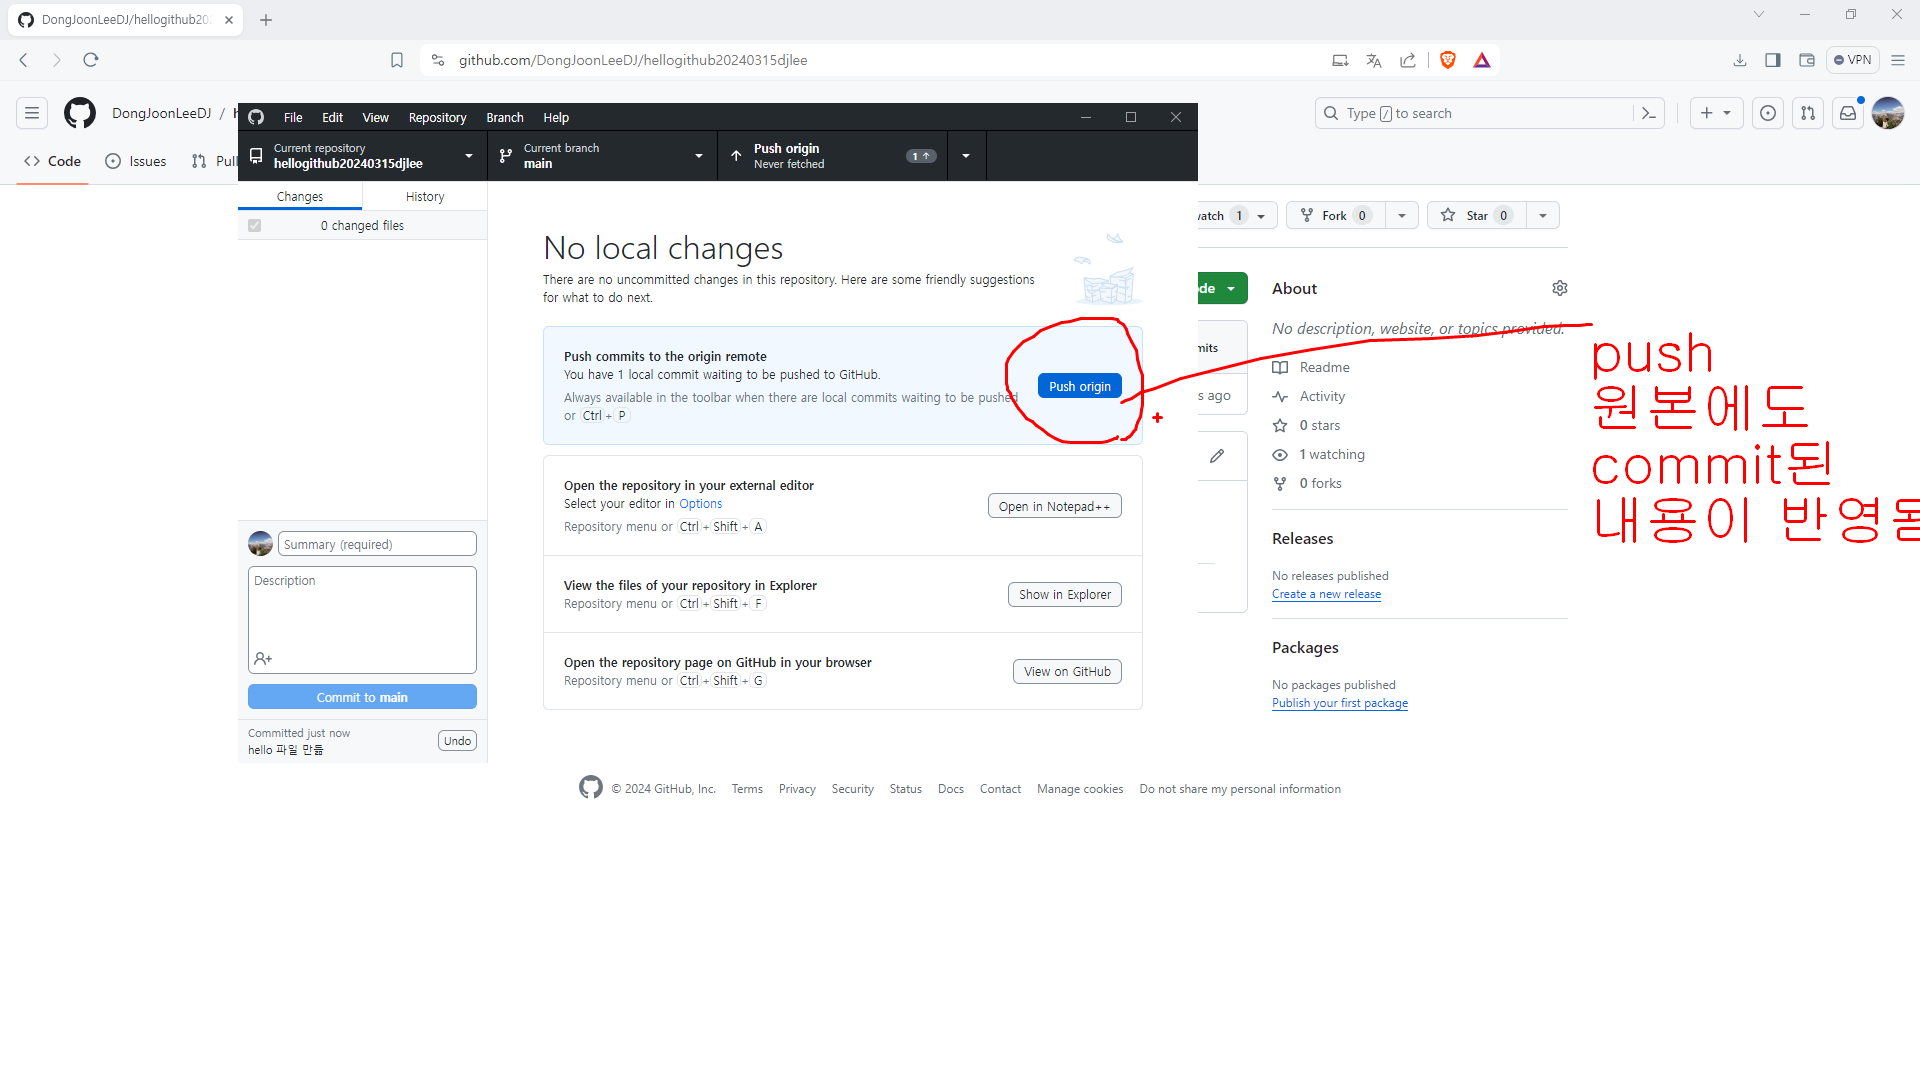 DongJoonLeeDJ/hellogithub202
github.com/DongJoonLeeDJ/hellogithub20240315djlee
VPN
DongJoonLeeDJ / h
Type / to search
Code
Issues
Pull
File Edit View Repository Branch Help
Current repository
hellogithub20240315djlee
Current branch
main
Push origin
Never fetched
1
Changes
History
0 changed files
No local changes
There are no uncommitted changes in this repository. Here are some friendly suggestions
for what to do next.
Push commits to the origin remote
You have 1 local commit waiting to be pushed to GitHub.
Always available in the toolbar when there are local commits waiting to be pushed
or Ctrl + P
Push origin
Open the repository in your external editor
Select your editor in Options
Repository menu or Ctrl + Shift + A
Open in Notepad++
View the files of your repository in Explorer
Repository menu or Ctrl + Shift + F
Show in Explorer
Open the repository page on GitHub in your browser
Repository menu or Ctrl + Shift + G
View on GitHub
Summary (required)
Description
Commit to main
Committed just now
hello 파일 만듦
Undo
atch 1
Fork 0
Star 0
de
mits
s ago
About
No description, website, or topics provided.
Readme
Activity
0 stars
1 watching
0 forks
Releases
No releases published
Create a new release
Packages
No packages published
Publish your first package
push
원본에도
commit된
내용이 반영됨
© 2024 GitHub, Inc. Terms Privacy Security Status Docs Contact Manage cookies Do not share my personal information